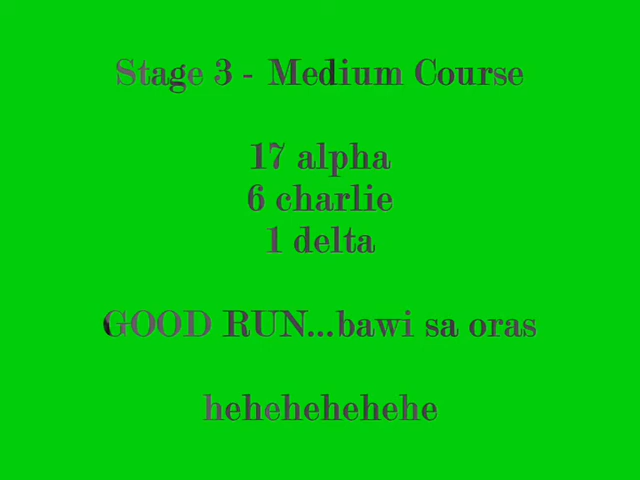 Stage 3 - Medium Course
17 alpha
6 charlie
1 delta
GOOD RUN...bawi sa oras
hehehehehehe